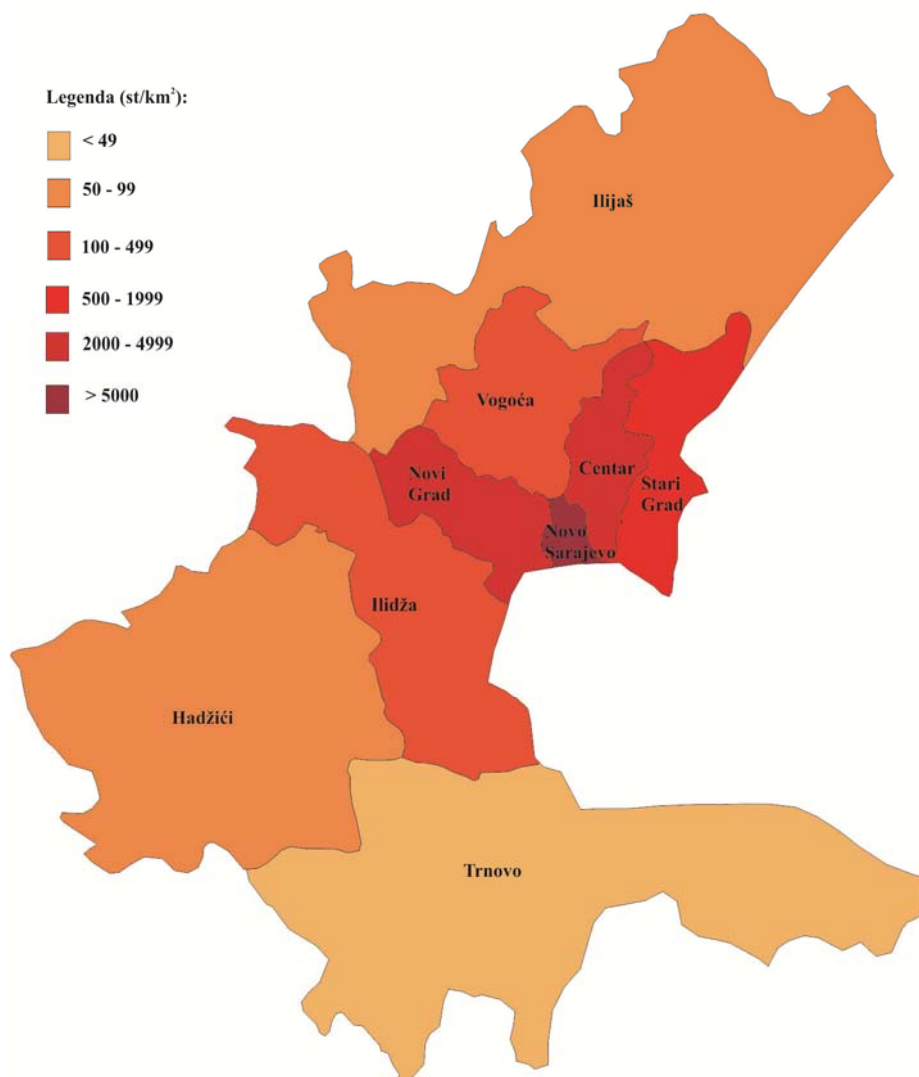 Legenda (st/km²):
< 49
50 - 99
100 - 499
500 - 1999
2000 - 4999
> 5000
Ilijaš
Vogoća
Centar
Novi
Grad
Stari
Grad
Novo
Sarajevo
Ilidža
Hadžići
Trnovo